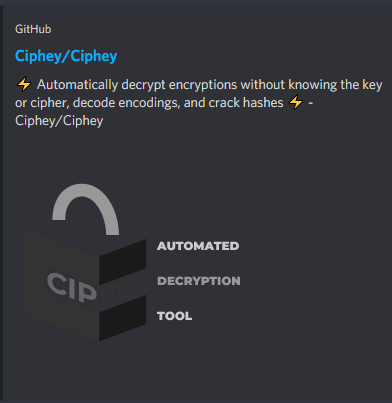 GitHub
Ciphey/Ciphey
⚡ Automatically decrypt encryptions without knowing the key
or cipher, decode encodings, and crack hashes ⚡ -
Ciphey/Ciphey
AUTOMATED
CIPHEY
DECRYPTION
TOOL